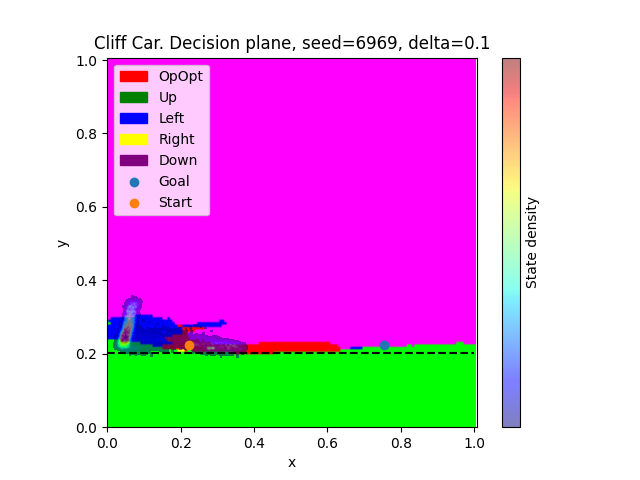 Cliff Car. Decision plane, seed=6969, delta=0.1
OpOpt
Up
Left
Right
Down
Goal
Start
1.0
0.8
0.6
0.4
0.2
0.0
y
0.0 0.2 0.4 0.6 0.8 1.0
x
State density